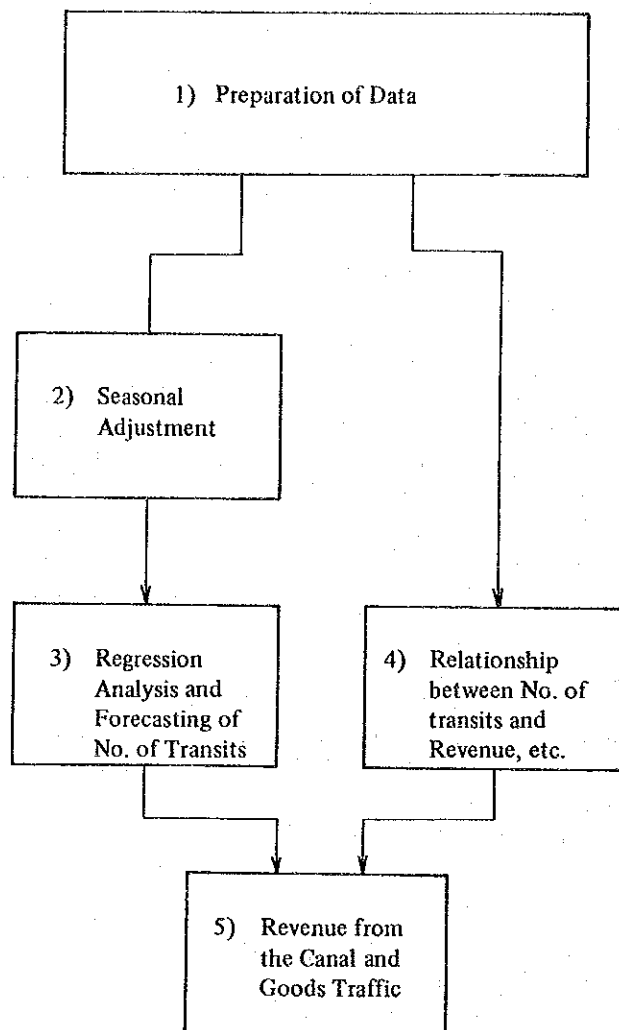 1) Preparation of Data
2) Seasonal
Adjustment
3) Regression
Analysis and
Forecasting of
No. of Transits
4) Relationship
between No. of
transits and
Revenue, etc.
5) Revenue from
the Canal and
Goods Traffic